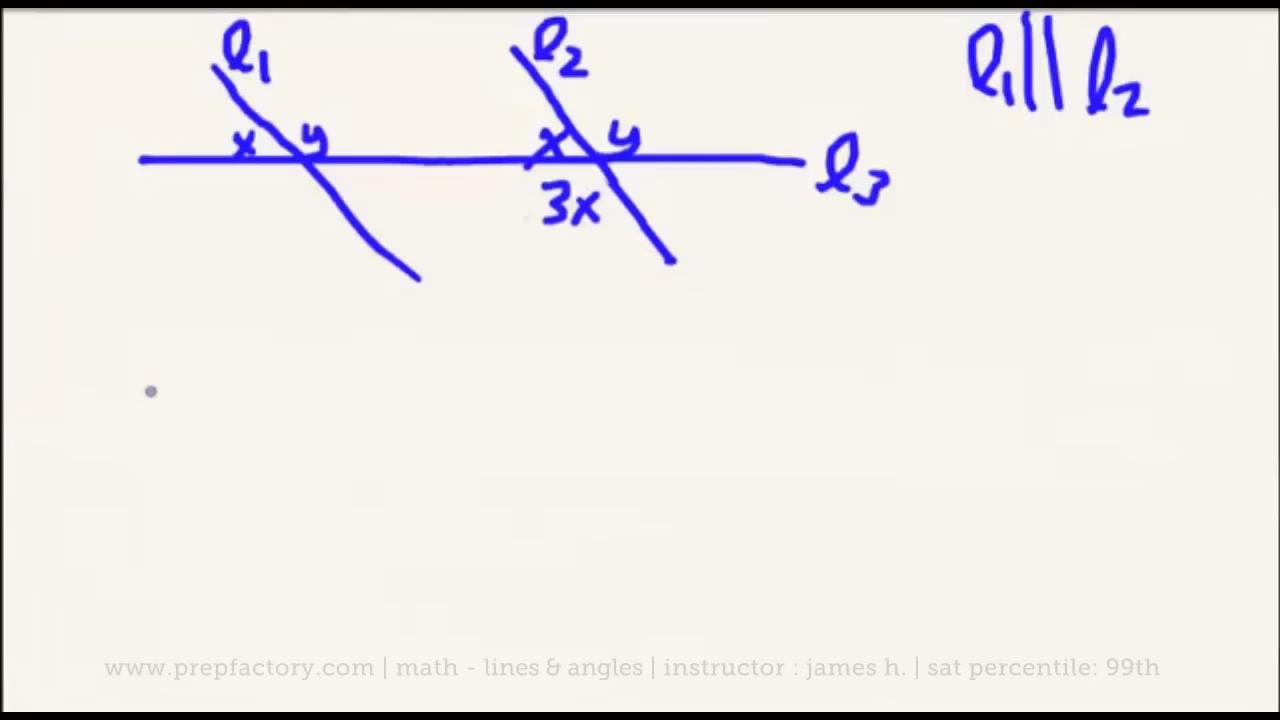 ℓ1 ℓ2 ℓ1 || ℓ2
x y x y ℓ3
3x
www.prepfactory.com | math - lines & angles | instructor : james h. | sat percentile: 99th